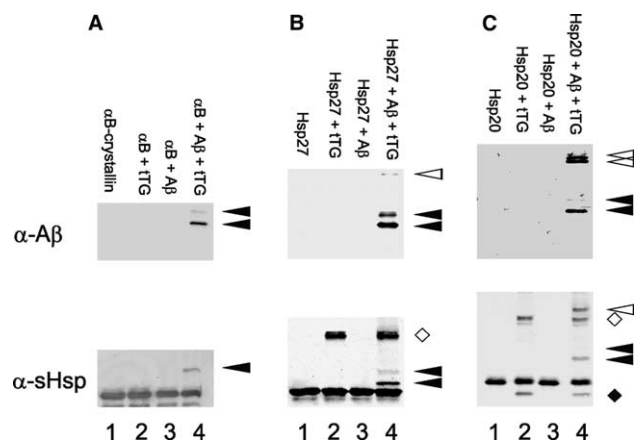 A
B
C
αB-crystallin
αB + tTG
αB + Aβ
αB + Aβ + tTG
Hsp27
Hsp27 + tTG
Hsp27 + Aβ
Hsp27 + Aβ + tTG
Hsp20
Hsp20 + tTG
Hsp20 + Aβ
Hsp20 + Aβ + tTG
α-Aβ
α-sHsp
1 2 3 4
1 2 3 4
1 2 3 4